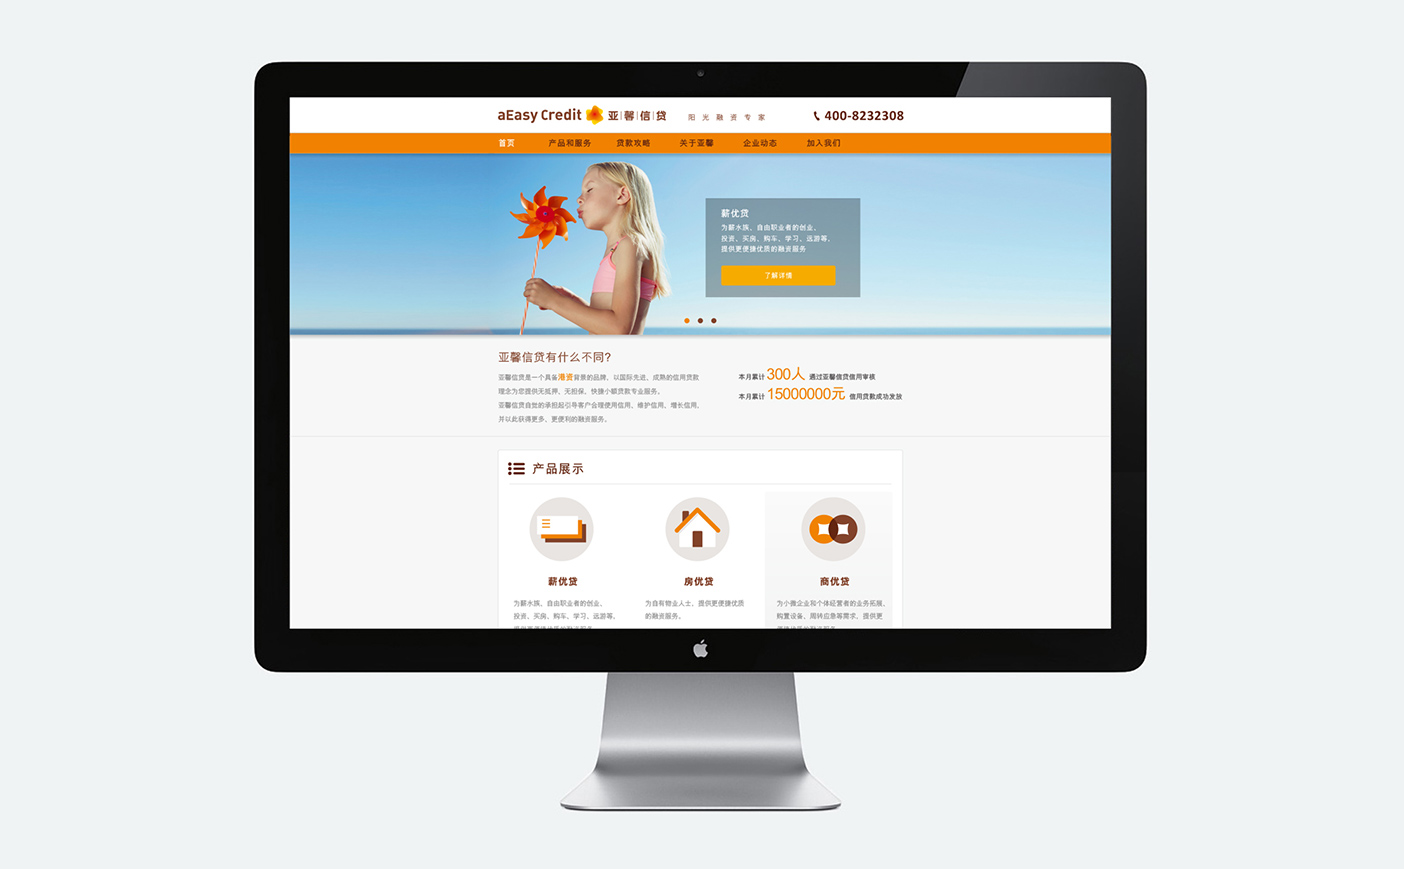 aEasy Credit 亚馨信贷 阳光融资专家 400-8232308
首页 产品和服务 贷款攻略 关于亚馨 企业动态 加入我们
薪优贷
为薪水族、自由职业者的创业、
投资、买房、购车、学习、远游等，
提供更便捷优质的融资服务
了解详情
亚馨信贷有什么不同?
亚馨信贷是一个具备港资背景的品牌，以国际先进、成熟的信用贷款
理念为您提供无抵押、无担保、快捷小额贷款专业服务。
亚馨信贷自觉的承担起引导客户合理使用信用、维护信用、增长信用，
并以此获得更多、更便利的融资服务。
本月累计 300人 通过亚馨信贷信用审核
本月累计 15000000元 信用贷款成功发放
产品展示
薪优贷
为薪水族、自由职业者的创业、
投资、买房、购车、学习、远游等，
房优贷
为自有物业人士，提供更便捷优质
的融资服务。
商优贷
为小微企业和个体经营者的业务拓展、
购置设备、周转应急等需求，提供更